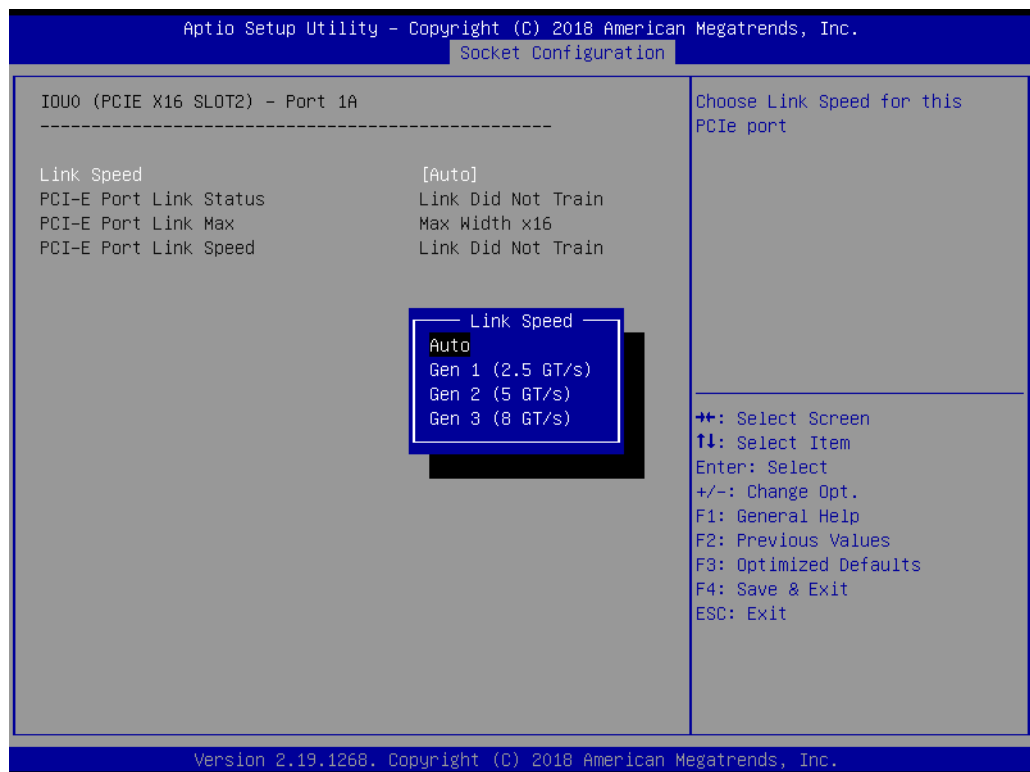 Aptio Setup Utility – Copyright (C) 2018 American Megatrends, Inc.
Socket Configuration
IOU0 (PCIE X16 SLOT2) – Port 1A
--------------------------------------------------
Link Speed [Auto]
PCI-E Port Link Status Link Did Not Train
PCI-E Port Link Max Max Width x16
PCI-E Port Link Speed Link Did Not Train
Link Speed
Auto
Gen 1 (2.5 GT/s)
Gen 2 (5 GT/s)
Gen 3 (8 GT/s)
Choose Link Speed for this
PCIe port
→←: Select Screen
↑↓: Select Item
Enter: Select
+/-: Change Opt.
F1: General Help
F2: Previous Values
F3: Optimized Defaults
F4: Save & Exit
ESC: Exit
Version 2.19.1268. Copyright (C) 2018 American Megatrends, Inc.